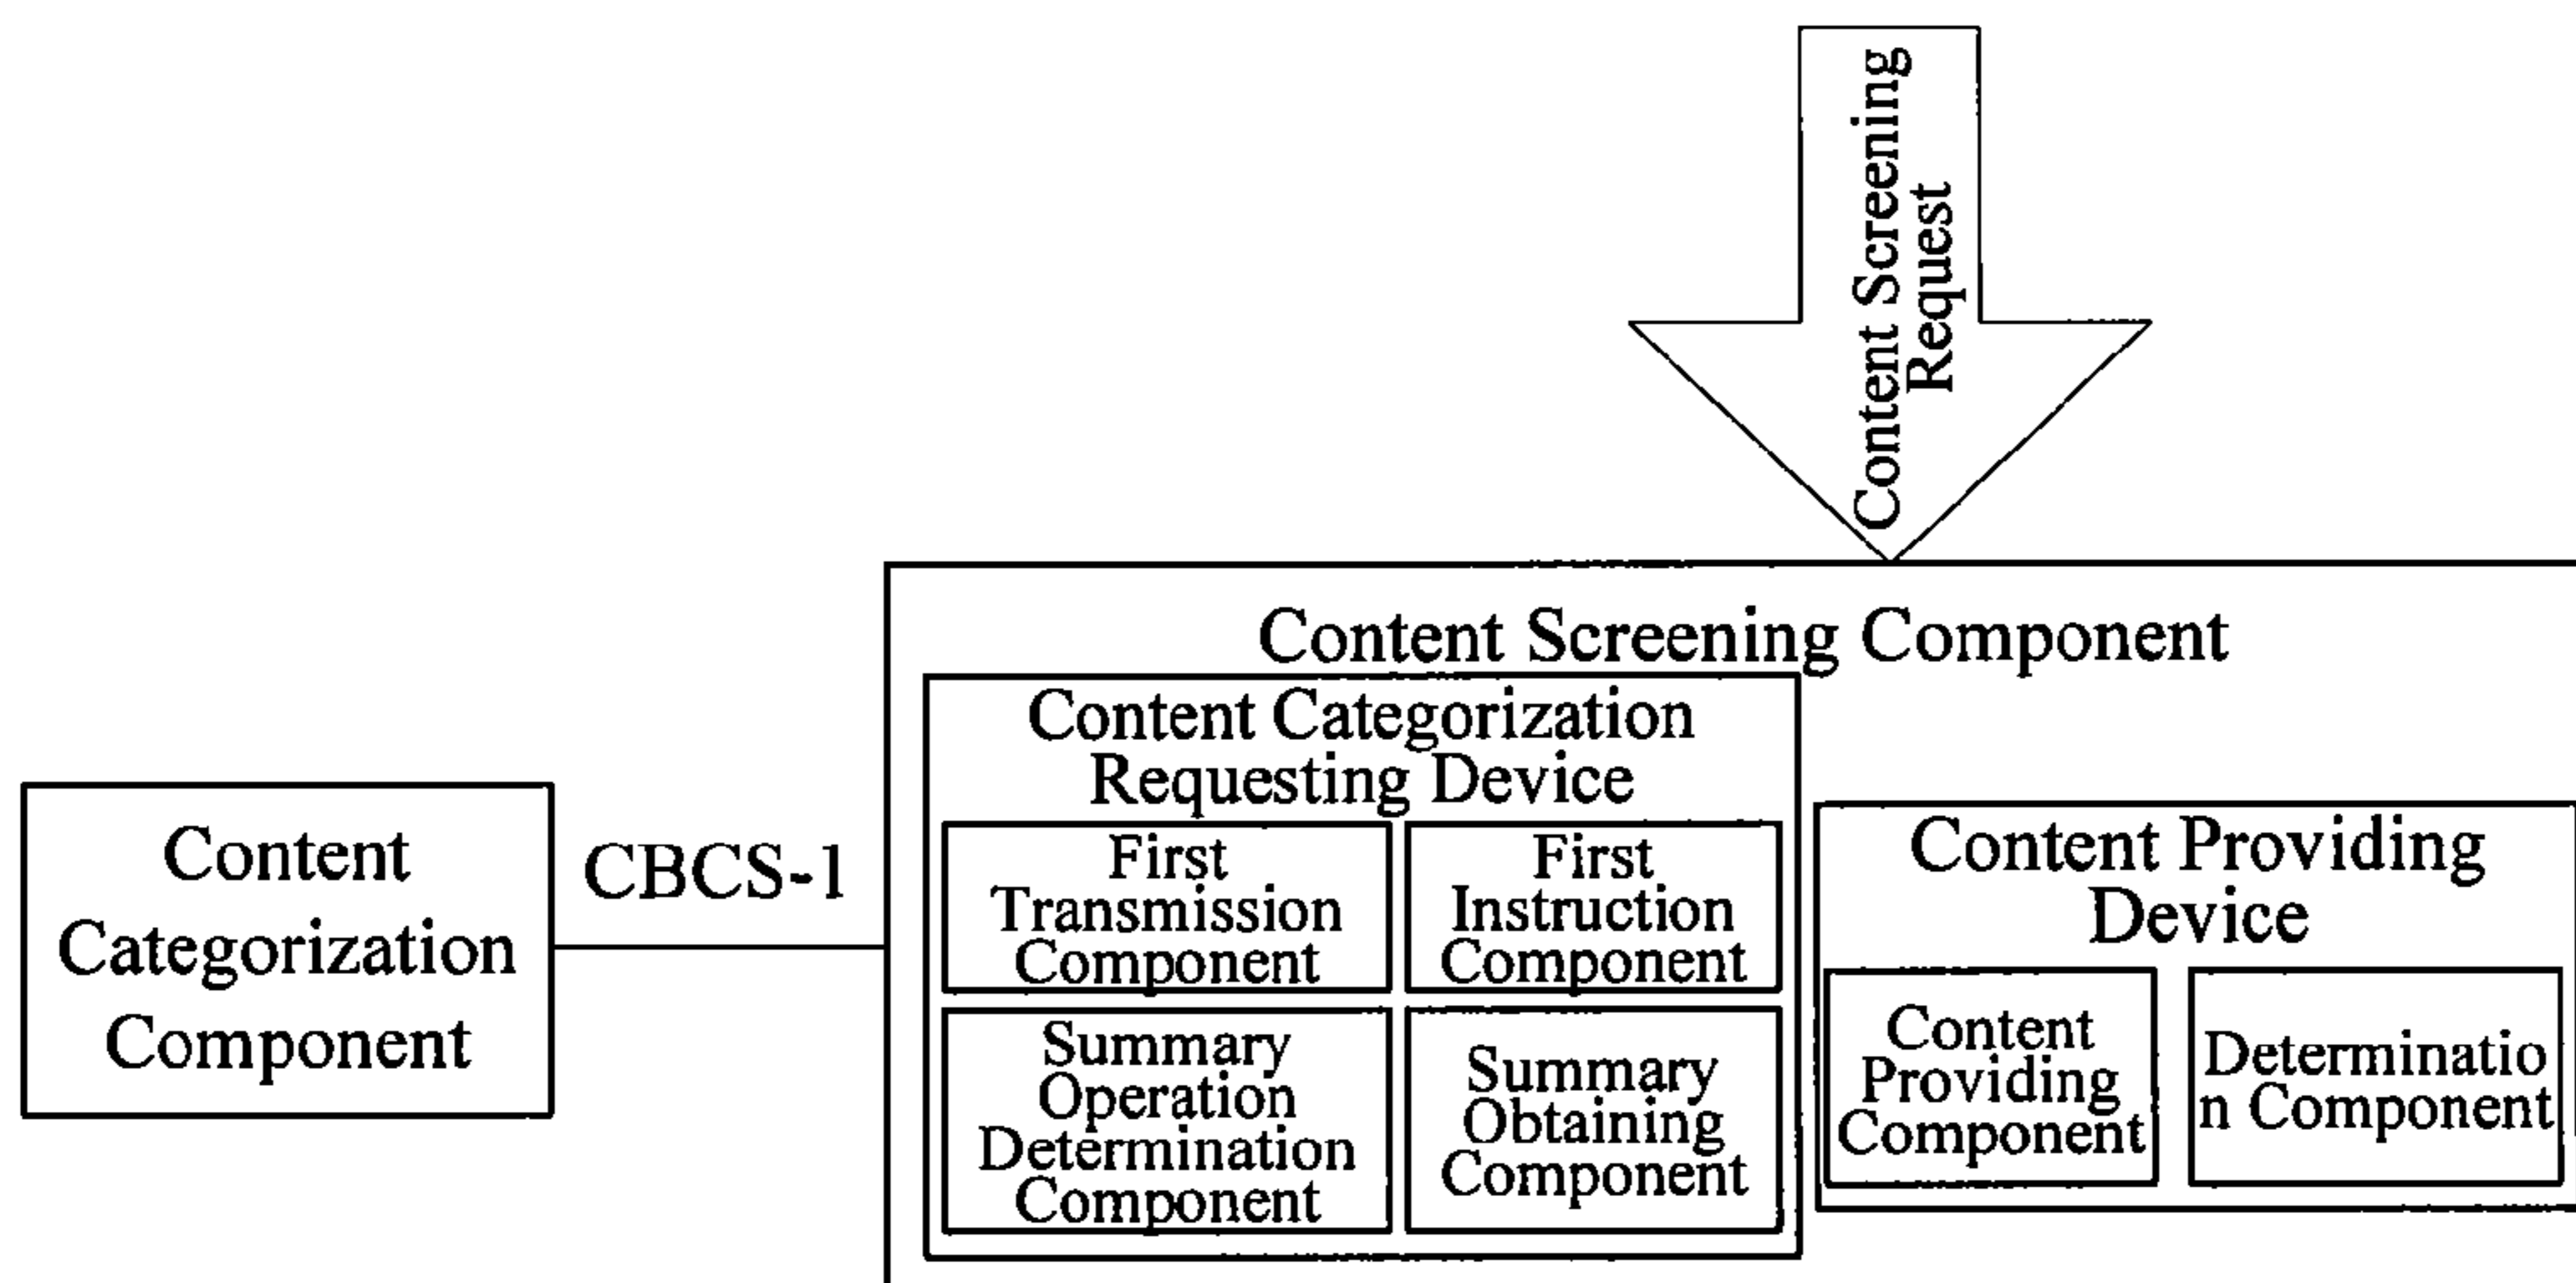 Content Screening
Request
Content Screening Component
Content Categorization
Requesting Device
First
Transmission
Component
First
Instruction
Component
Summary
Operation
Determination
Component
Summary
Obtaining
Component
Content Providing
Device
Content
Providing
Component
Determinatio
n Component
Content
Categorization
Component
CBCS-1